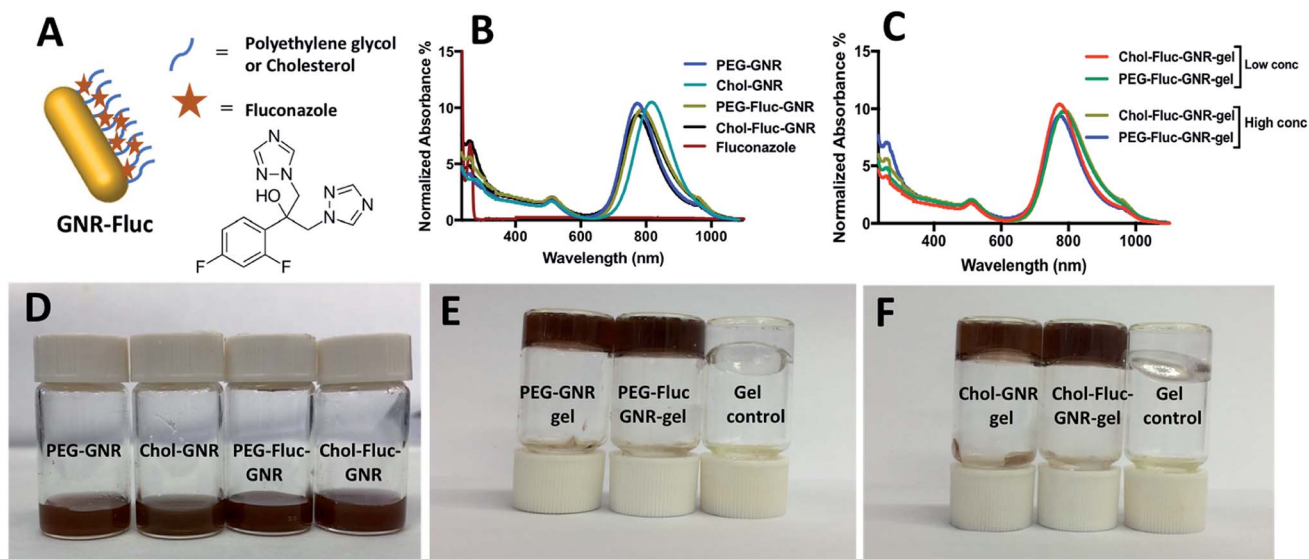 A
= Polyethylene glycol
or Cholesterol
= Fluconazole
GNR-Fluc
N
N
N
OH
N
N
N
F
F
B
Normalized Absorbance %
15
10
5
0
400 600 800 1000
Wavelength (nm)
PEG-GNR
Chol-GNR
PEG-Fluc-GNR
Chol-Fluc-GNR
Fluconazole
C
Normalized Absorbance %
15
10
5
0
400 600 800 1000
Wavelength (nm)
Chol-Fluc-GNR-gel
PEG-Fluc-GNR-gel
Low conc
Chol-Fluc-GNR-gel
PEG-Fluc-GNR-gel
High conc
D
PEG-GNR
Chol-GNR
PEG-Fluc-
GNR
Chol-Fluc-
GNR
E
PEG-GNR
gel
PEG-Fluc
GNR-gel
Gel
control
F
Chol-GNR
gel
Chol-Fluc-
GNR-gel
Gel
control